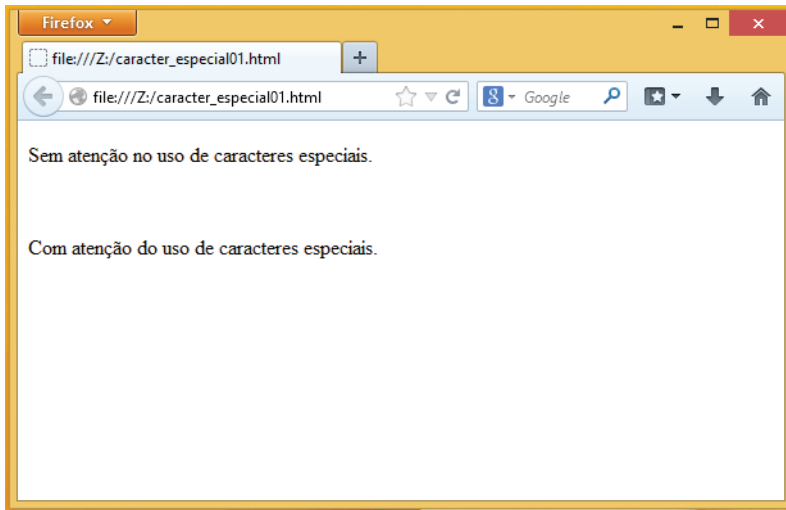 Firefox
file:///Z:/caracter_especial01.html
file:///Z:/caracter_especial01.html
8 Google
Sem atenção no uso de caracteres especiais.
Com atenção do uso de caracteres especiais.